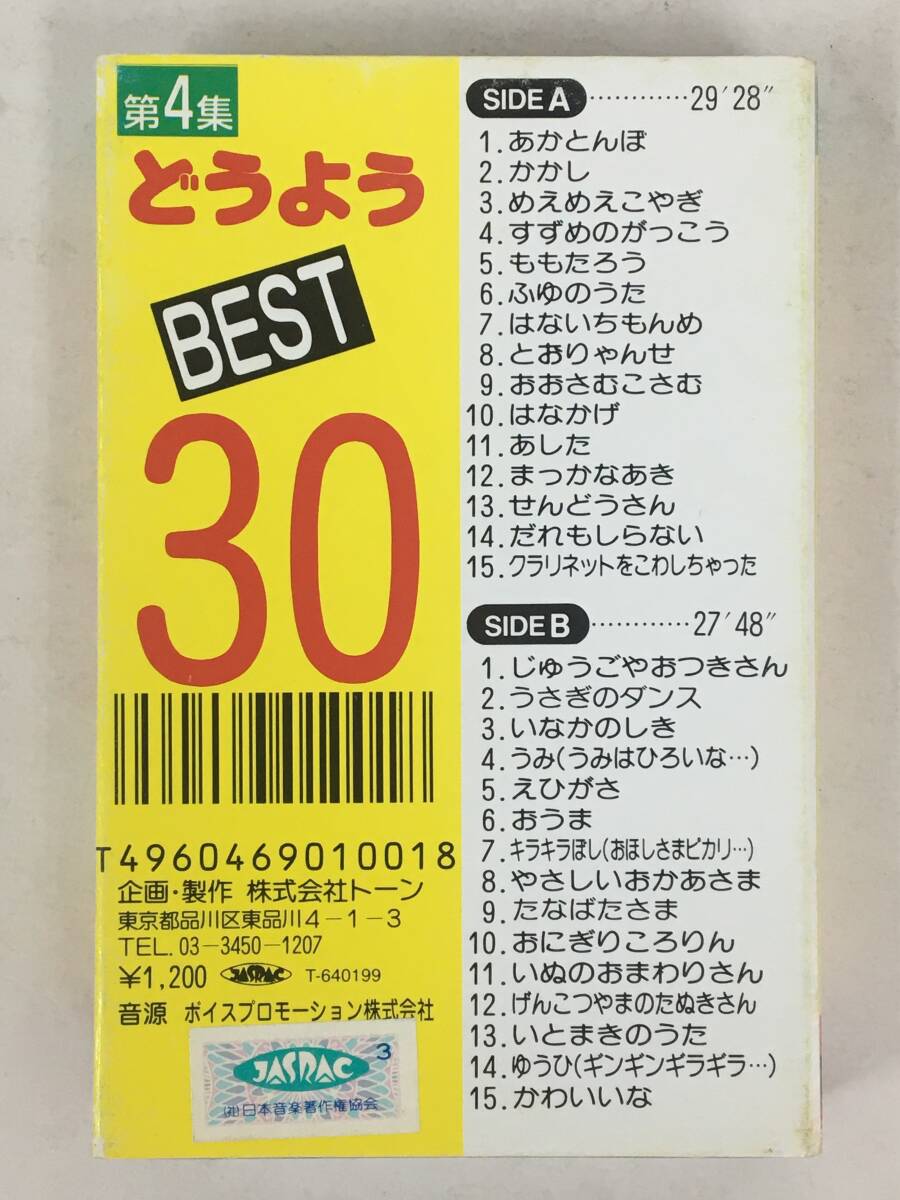 第4集
どうよう
BEST
30
T4960469010018
企画・製作 株式会社トーン
東京都品川区東品川4−1−3
TEL. 03−3450−1207
¥1,200 JASRAC T-640199
音源 ボイスプロモーション株式会社
JASRAC 3
(社)日本音楽著作権協会
SIDE A …………29′28″
1.あかとんぼ
2.かかし
3.めえめえこやぎ
4.すずめのがっこう
5.ももたろう
6.ふゆのうた
7.はないちもんめ
8.とおりゃんせ
9.おおさむこさむ
10.はなかげ
11.あした
12.まっかなあき
13.せんどうさん
14.だれもしらない
15.クラリネットをこわしちゃった
SIDE B …………27′48″
1.じゅうごやおつきさん
2.うさぎのダンス
3.いなかのしき
4.うみ(うみはひろいな…)
5.えひがさ
6.おうま
7.キラキラぼし(おほしさまピカリ…)
8.やさしいおかあさま
9.たなばたさま
10.おにぎりころりん
11.いぬのおまわりさん
12.げんこつやまのたぬきさん
13.いとまきのうた
14.ゆうひ(ギンギンギラギラ…)
15.かわいいな